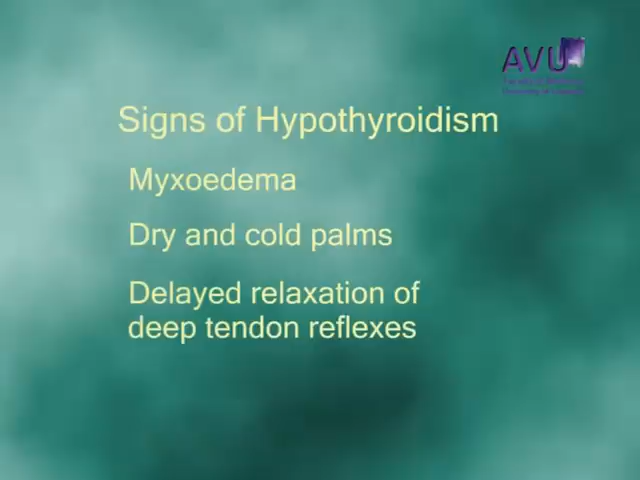 AVU
Signs of Hypothyroidism
Myxoedema
Dry and cold palms
Delayed relaxation of
deep tendon reflexes